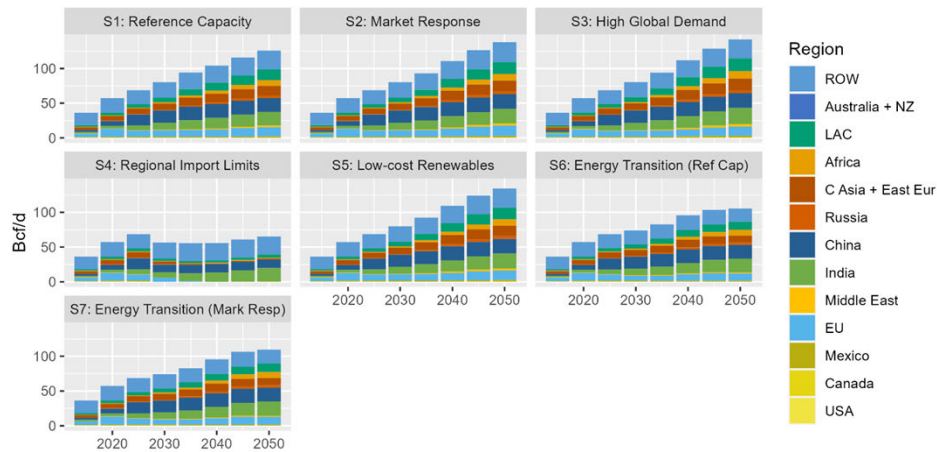 S1: Reference Capacity
S2: Market Response
S3: High Global Demand
100
50
0
S4: Regional Import Limits
S5: Low-cost Renewables
S6: Energy Transition (Ref Cap)
Bcf/d
100
50
0
2020
2030
2040
2050
2020
2030
2040
2050
S7: Energy Transition (Mark Resp)
100
50
0
2020
2030
2040
2050
Region
ROW
Australia + NZ
LAC
Africa
C Asia + East Eur
Russia
China
India
Middle East
EU
Mexico
Canada
USA